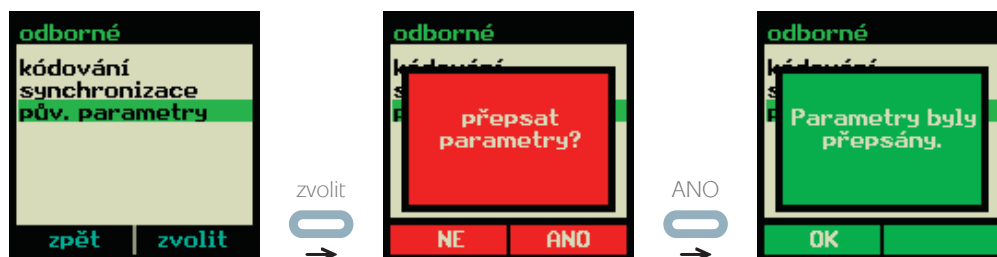 odborné
kódování
synchronizace
pův. parametry
zpět zvolit
zvolit
odborné
přepsat
parametry?
NE ANO
ANO
odborné
Parametry byly
přepsány.
OK